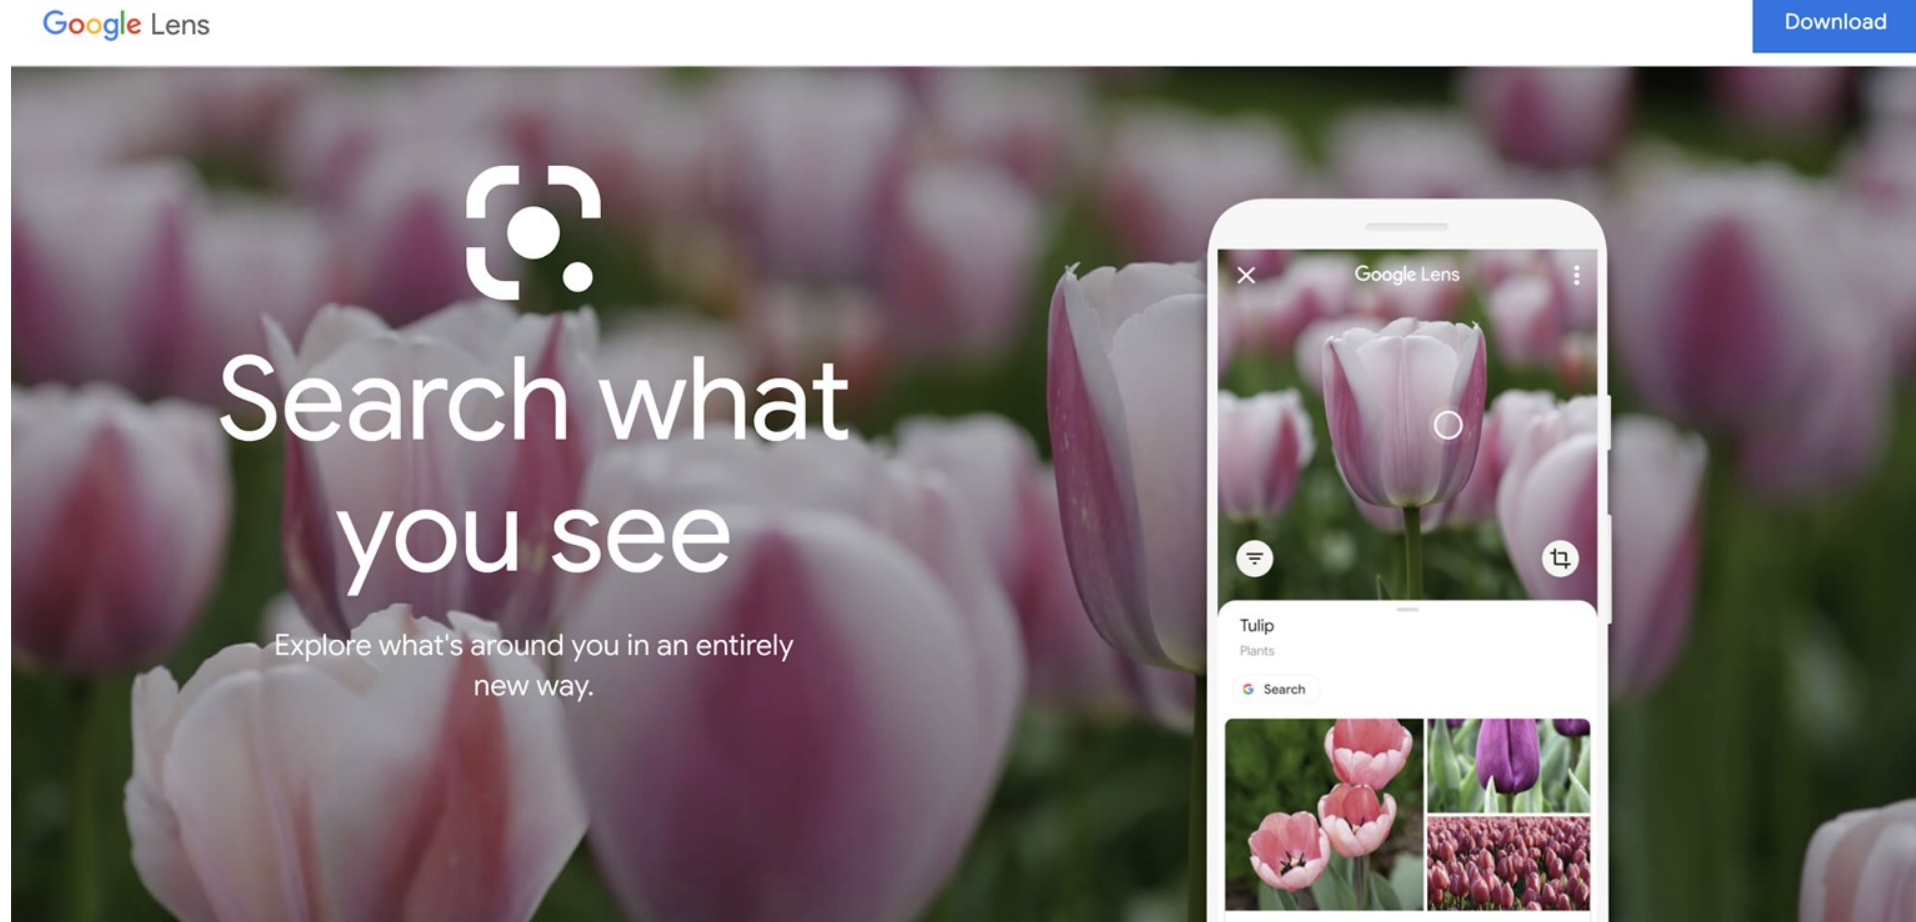 Google Lens
Download
Search what
you see
Explore what's around you in an entirely
new way.
Google Lens
Tulip
Plants
G Search